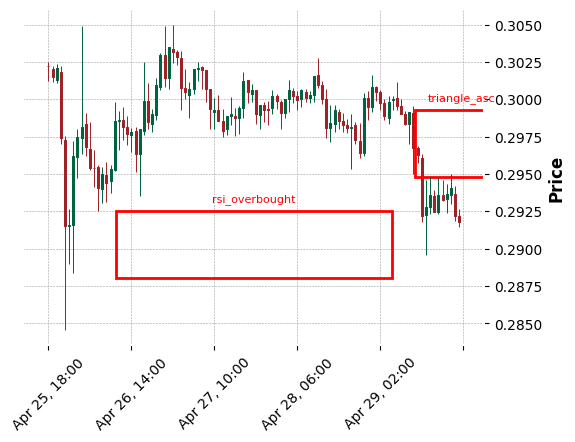 0.3050
0.3025
0.3000
triangle_asc
0.2975
0.2950
Price
rsi_overbought
0.2925
0.2900
0.2875
0.2850
Apr 25, 18:00
Apr 26, 14:00
Apr 27, 10:00
Apr 28, 06:00
Apr 29, 02:00